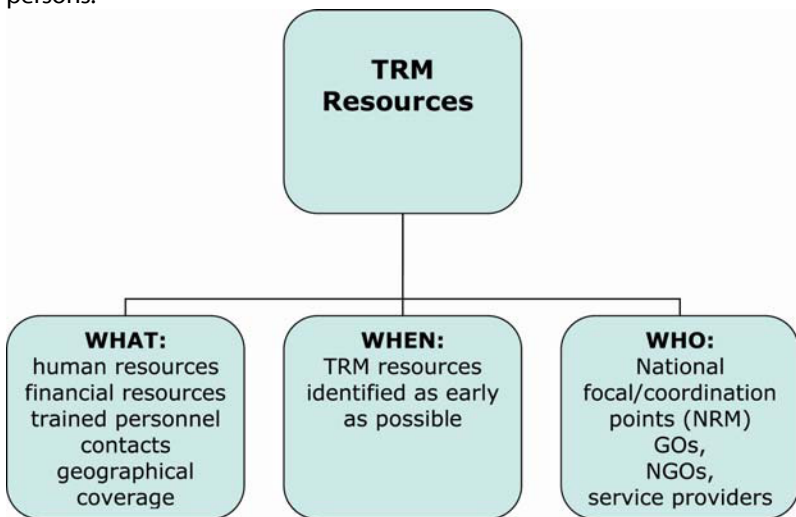 persons.
TRM
Resources
WHAT:
human resources
financial resources
trained personnel
contacts
geographical
coverage
WHEN:
TRM resources
identified as early
as possible
WHO:
National
focal/coordination
points (NRM)
GOs,
NGOs,
service providers